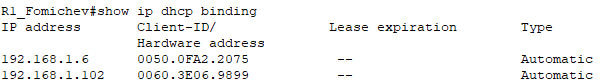 R1_Fomichev#show ip dhcp binding
IP address       Client-ID/              Lease expiration        Type
                 Hardware address
192.168.1.6      0050.0FA2.2075           --                     Automatic
192.168.1.102    0060.3E06.9899           --                     Automatic